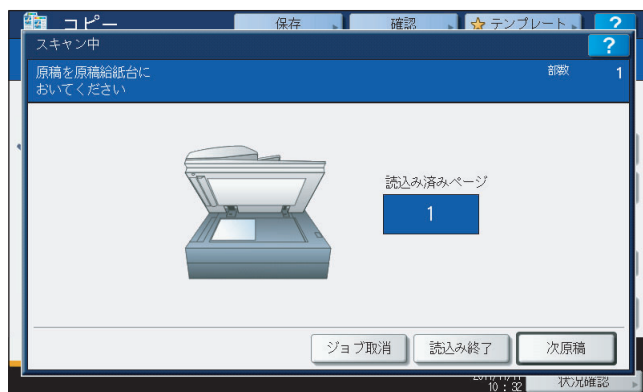 コピー
保存
確認
テンプレート
?
スキャン中
?
原稿を原稿給紙台に
おいてください
部数 1
読込み済みページ
1
ジョブ取消
読込み終了
次原稿
10：32
状況確認